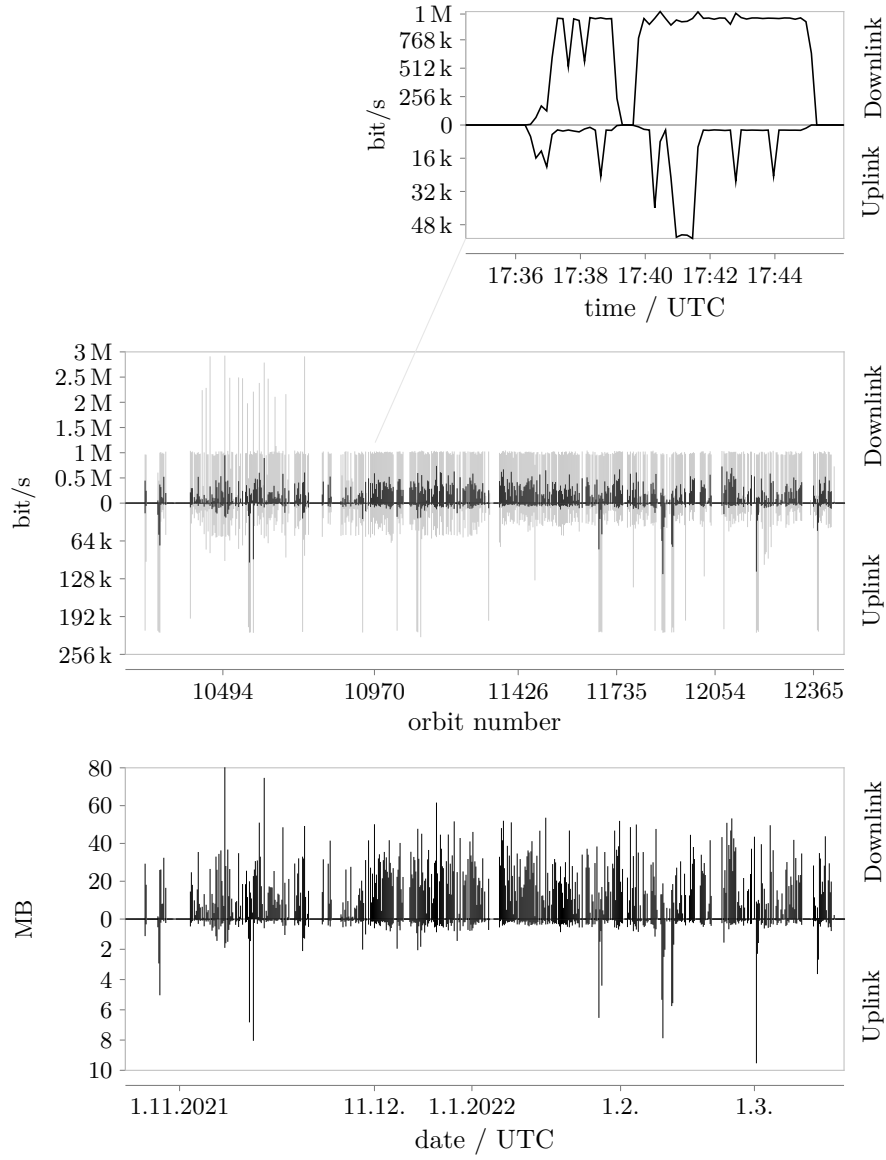 1 M
768 k
512 k
256 k
0
16 k
32 k
48 k
bit/s
Downlink
Uplink
17:36 17:38 17:40 17:42 17:44
time / UTC
3 M
2.5 M
2 M
1.5 M
1 M
0.5 M
0
64 k
128 k
192 k
256 k
bit/s
Downlink
Uplink
10494 10970 11426 11735 12054 12365
orbit number
80
60
40
20
0
2
4
6
8
10
MB
Downlink
Uplink
1.11.2021 11.12. 1.1.2022 1.2. 1.3.
date / UTC